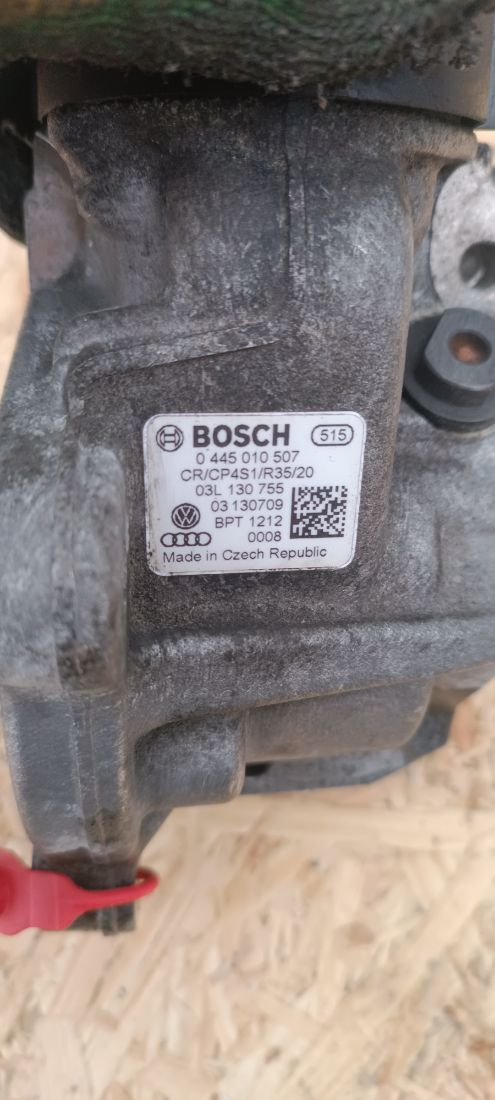 BOSCH 515
0 445 010 507
CR/CP4S1/R35/20
03L 130 755
03 130709
BPT 1212
0008
Made in Czech Republic